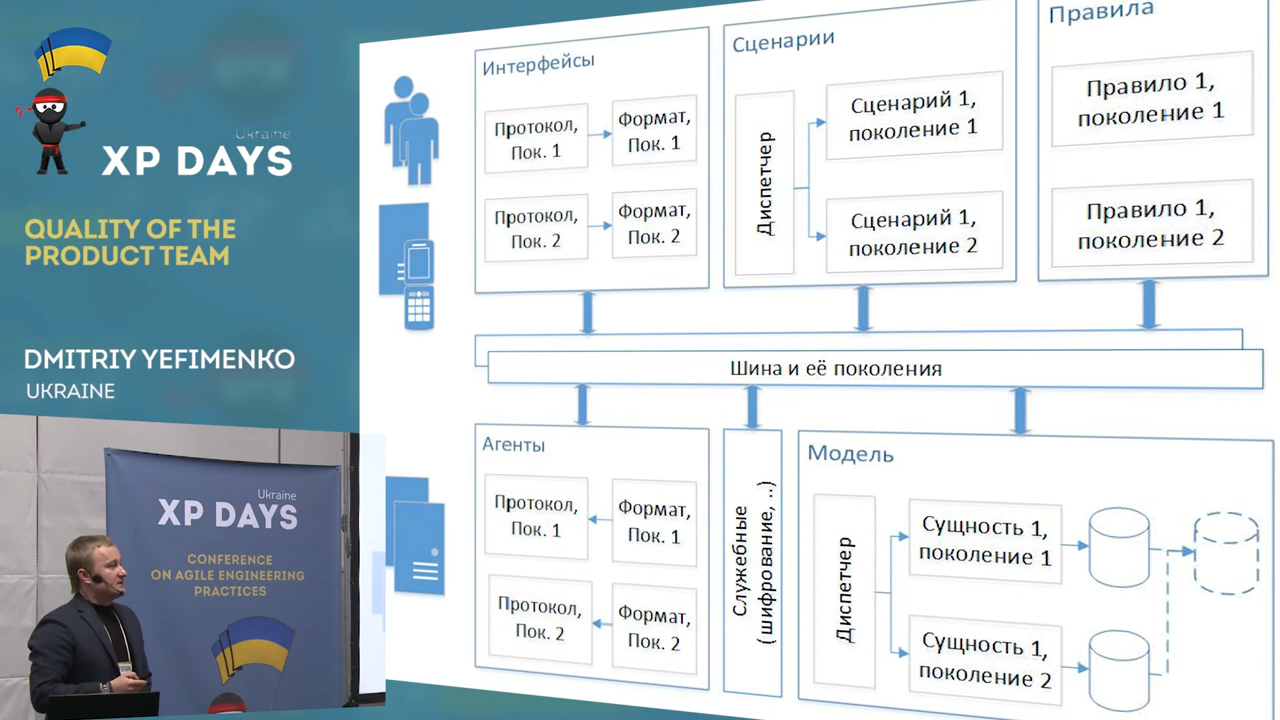 Ukraine
XP DAYS
QUALITY OF THE
PRODUCT TEAM
DMITRIY YEFIMENKO
UKRAINE
Ukraine
XP DAYS
CONFERENCE
ON AGILE ENGINEERING
PRACTICES
Интерфейсы
Протокол,
Пок. 1
Формат,
Пок. 1
Протокол,
Пок. 2
Формат,
Пок. 2
Сценарии
Диспетчер
Сценарий 1,
поколение 1
Сценарий 1,
поколение 2
Правила
Правило 1,
поколение 1
Правило 1,
поколение 2
Шина и её поколения
Агенты
Протокол,
Пок. 1
Формат,
Пок. 1
Протокол,
Пок. 2
Формат,
Пок. 2
Служебные
(шифрование, ..)
Модель
Диспетчер
Сущность 1,
поколение 1
Сущность 1,
поколение 2